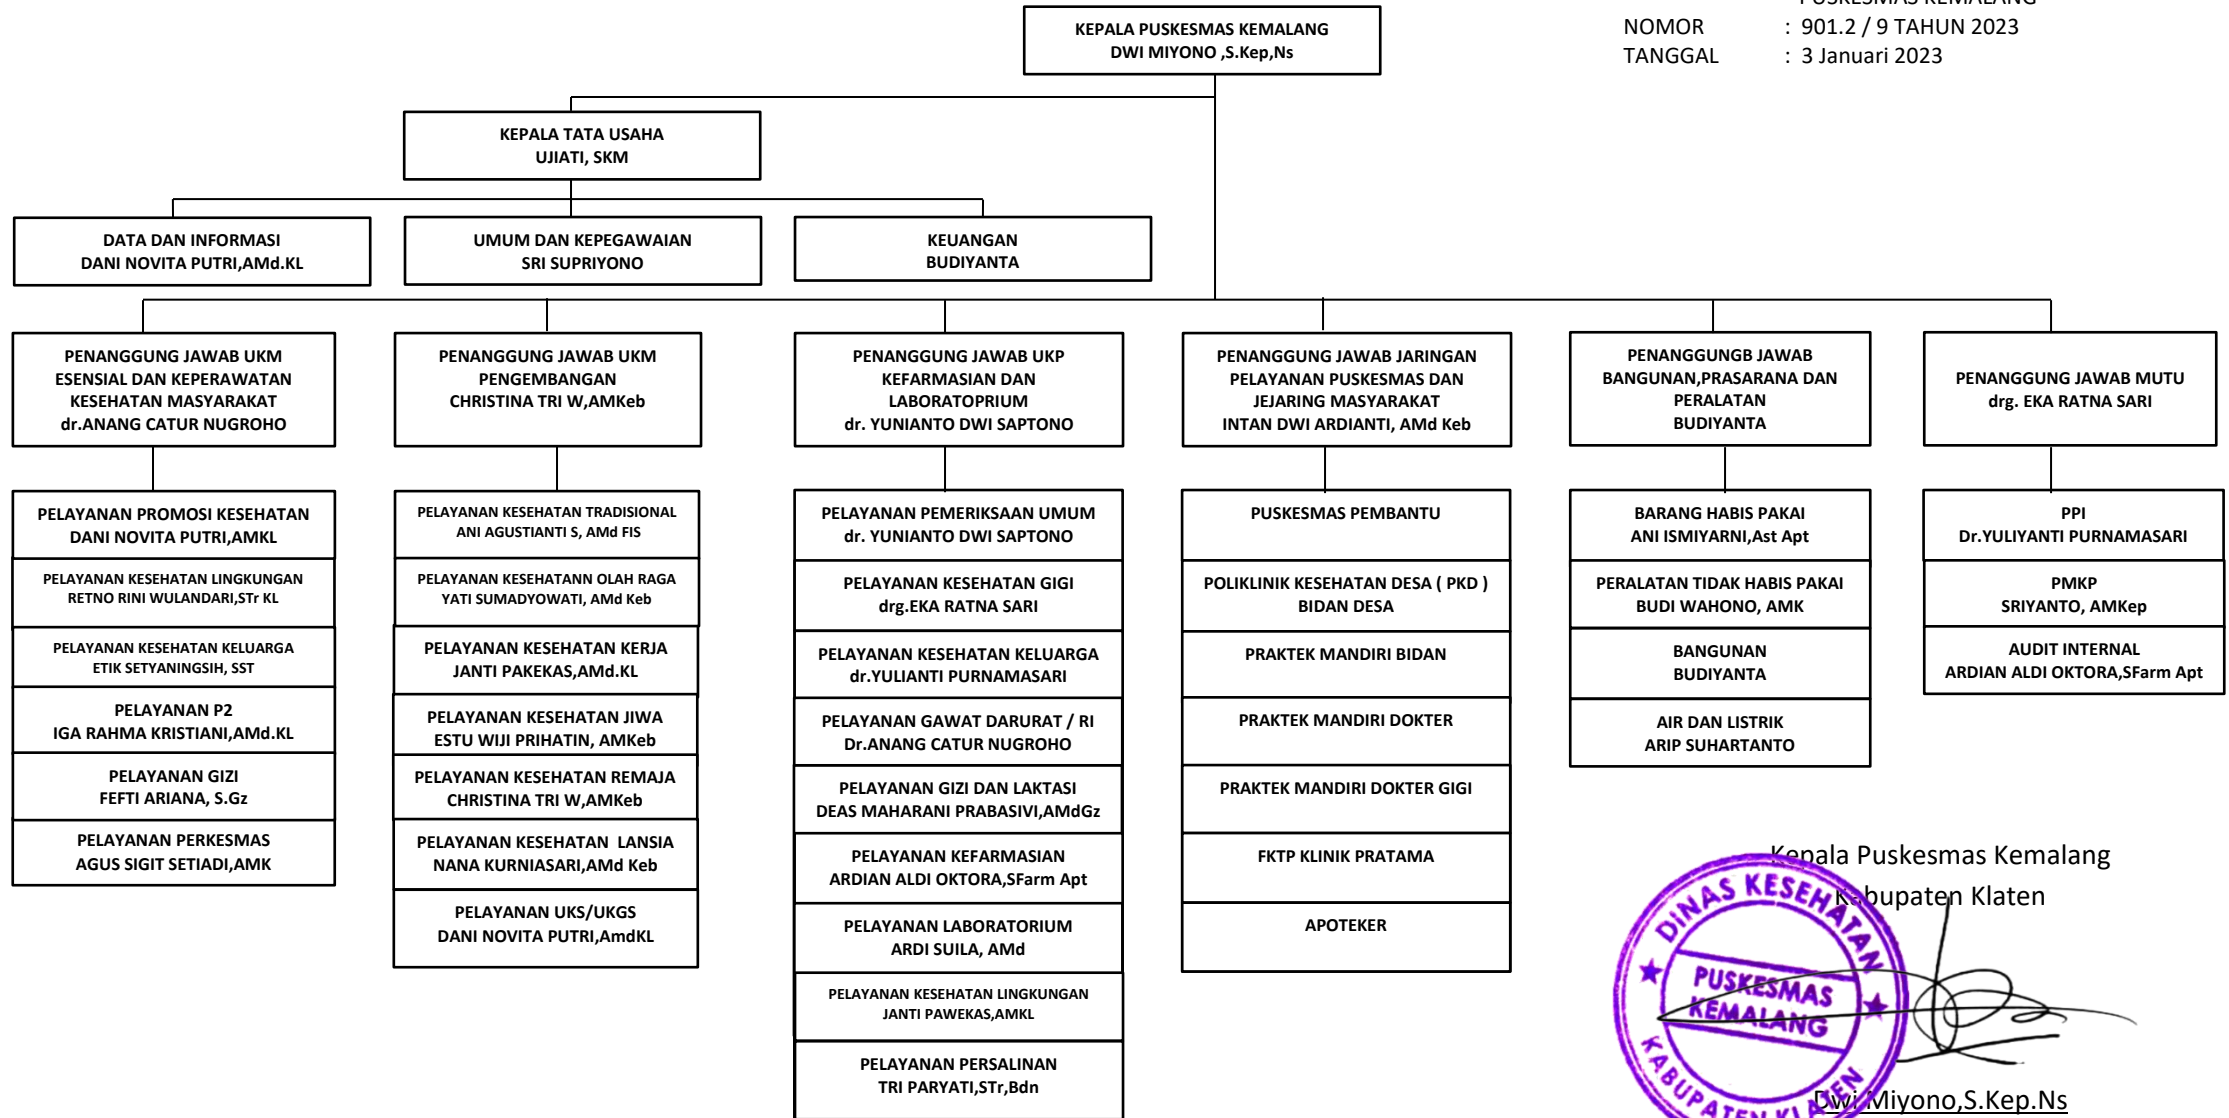 PUSKESMAS KEMALANG
NOMOR : 901.2 / 9 TAHUN 2023
TANGGAL : 3 Januari 2023
KEPALA PUSKESMAS KEMALANG
DWI MIYONO ,S.Kep,Ns
KEPALA TATA USAHA
UJIATI, SKM
DATA DAN INFORMASI
DANI NOVITA PUTRI,AMd.KL
UMUM DAN KEPEGAWAIAN
SRI SUPRIYONO
KEUANGAN
BUDIYANTA
PENANGGUNG JAWAB UKM
ESENSIAL DAN KEPERAWATAN
KESEHATAN MASYARAKAT
dr.ANANG CATUR NUGROHO
PENANGGUNG JAWAB UKM
PENGEMBANGAN
CHRISTINA TRI W,AMKeb
PENANGGUNG JAWAB UKP
KEFARMASIAN DAN
LABORATOPRIUM
dr. YUNIANTO DWI SAPTONO
PENANGGUNG JAWAB JARINGAN
PELAYANAN PUSKESMAS DAN
JEJARING MASYARAKAT
INTAN DWI ARDIANTI, AMd Keb
PENANGGUNGB JAWAB
BANGUNAN,PRASARANA DAN
PERALATAN
BUDIYANTA
PENANGGUNG JAWAB MUTU
drg. EKA RATNA SARI
PELAYANAN PROMOSI KESEHATAN
DANI NOVITA PUTRI,AMKL
PELAYANAN KESEHATAN LINGKUNGAN
RETNO RINI WULANDARI,STr KL
PELAYANAN KESEHATAN KELUARGA
ETIK SETYANINGSIH, SST
PELAYANAN P2
IGA RAHMA KRISTIANI,AMd.KL
PELAYANAN GIZI
FEFTI ARIANA, S.Gz
PELAYANAN PERKESMAS
AGUS SIGIT SETIADI,AMK
PELAYANAN KESEHATAN TRADISIONAL
ANI AGUSTIANTI S, AMd FIS
PELAYANAN KESEHATANN OLAH RAGA
YATI SUMADYOWATI, AMd Keb
PELAYANAN KESEHATAN KERJA
JANTI PAKEKAS,AMd.KL
PELAYANAN KESEHATAN JIWA
ESTU WIJI PRIHATIN, AMKeb
PELAYANAN KESEHATAN REMAJA
CHRISTINA TRI W,AMKeb
PELAYANAN KESEHATAN LANSIA
NANA KURNIASARI,AMd Keb
PELAYANAN UKS/UKGS
DANI NOVITA PUTRI,AmdKL
PELAYANAN PEMERIKSAAN UMUM
dr. YUNIANTO DWI SAPTONO
PELAYANAN KESEHATAN GIGI
drg.EKA RATNA SARI
PELAYANAN KESEHATAN KELUARGA
dr.YULIANTI PURNAMASARI
PELAYANAN GAWAT DARURAT / RI
Dr.ANANG CATUR NUGROHO
PELAYANAN GIZI DAN LAKTASI
DEAS MAHARANI PRABASIVI,AMdGz
PELAYANAN KEFARMASIAN
ARDIAN ALDI OKTORA,SFarm Apt
PELAYANAN LABORATORIUM
ARDI SUILA, AMd
PELAYANAN KESEHATAN LINGKUNGAN
JANTI PAWEKAS,AMKL
PELAYANAN PERSALINAN
TRI PARYATI,STr,Bdn
PUSKESMAS PEMBANTU
POLIKLINIK KESEHATAN DESA ( PKD )
BIDAN DESA
PRAKTEK MANDIRI BIDAN
PRAKTEK MANDIRI DOKTER
PRAKTEK MANDIRI DOKTER GIGI
FKTP KLINIK PRATAMA
APOTEKER
BARANG HABIS PAKAI
ANI ISMIYARNI,Ast Apt
PERALATAN TIDAK HABIS PAKAI
BUDI WAHONO, AMK
BANGUNAN
BUDIYANTA
AIR DAN LISTRIK
ARIP SUHARTANTO
PPI
Dr.YULIYANTI PURNAMASARI
PMKP
SRIYANTO, AMKep
AUDIT INTERNAL
ARDIAN ALDI OKTORA,SFarm Apt
Kepala Puskesmas Kemalang
Kabupaten Klaten
DINAS KESEHATAN
PUSKESMAS
KEMALANG
KABUPATEN KLATEN
Dwi Miyono,S.Kep.Ns